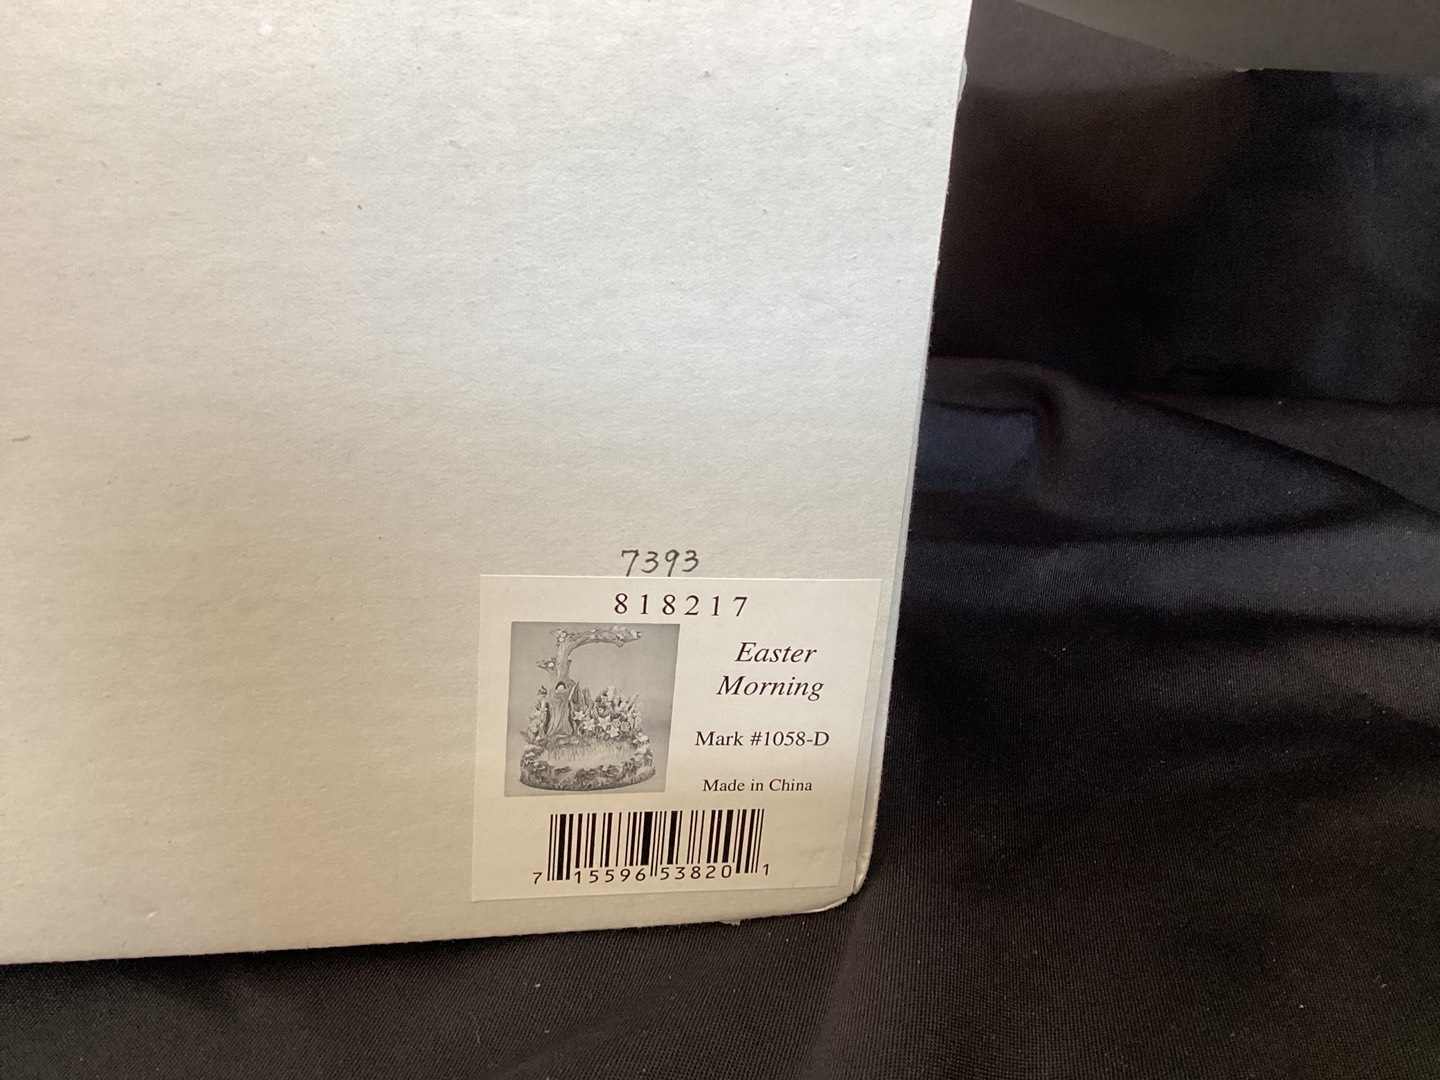 7393
818217
Easter
Morning
Mark #1058-D
Made in China
7 15596 53820 1